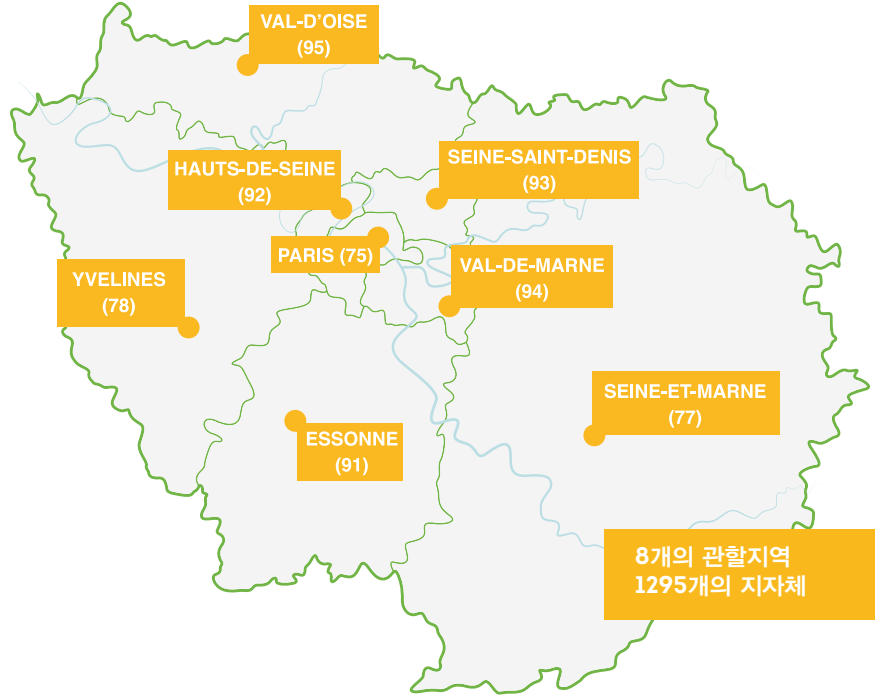 VAL-D'OISE
(95)
HAUTS-DE-SEINE
(92)
SEINE-SAINT-DENIS
(93)
PARIS (75)
YVELINES
(78)
VAL-DE-MARNE
(94)
SEINE-ET-MARNE
(77)
ESSONNE
(91)
8개의 관할지역
1295개의 지자체